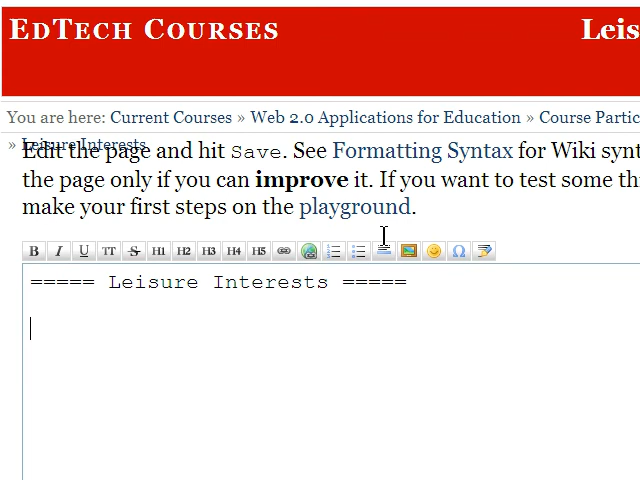 EDTECH COURSES Leis
You are here: Current Courses » Web 2.0 Applications for Education » Course Partic
» Leisure Interests
Edit the page and hit Save. See Formatting Syntax for Wiki synt
the page only if you can improve it. If you want to test some th
make your first steps on the playground.
B I U TT S H1 H2 H3 H4 H5 Ω
===== Leisure Interests =====